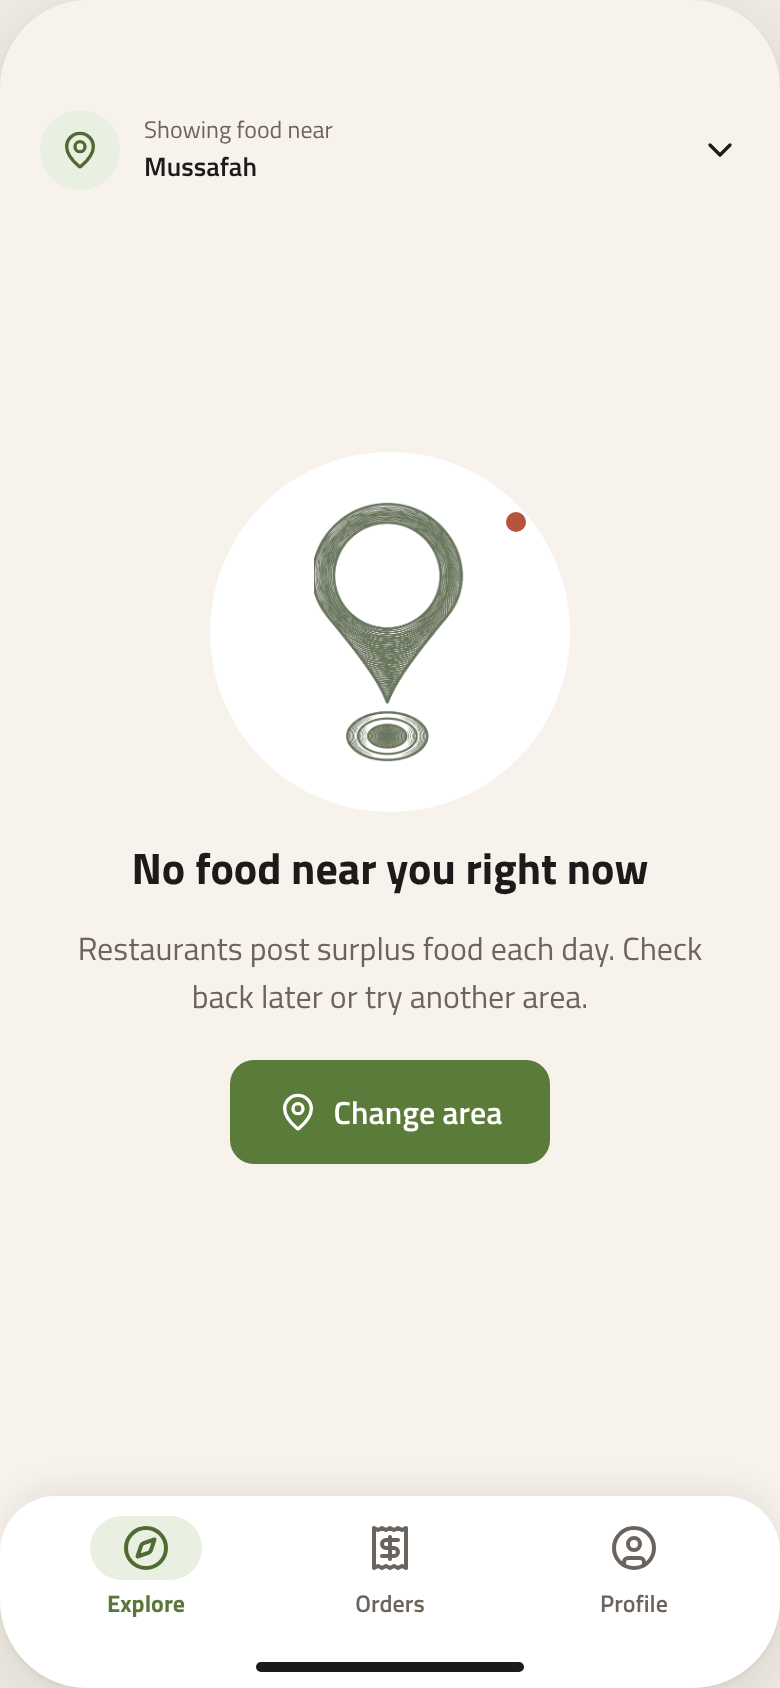 Showing food near
Mussafah
No food near you right now
Restaurants post surplus food each day. Check
back later or try another area.
Change area
Explore
Orders
Profile